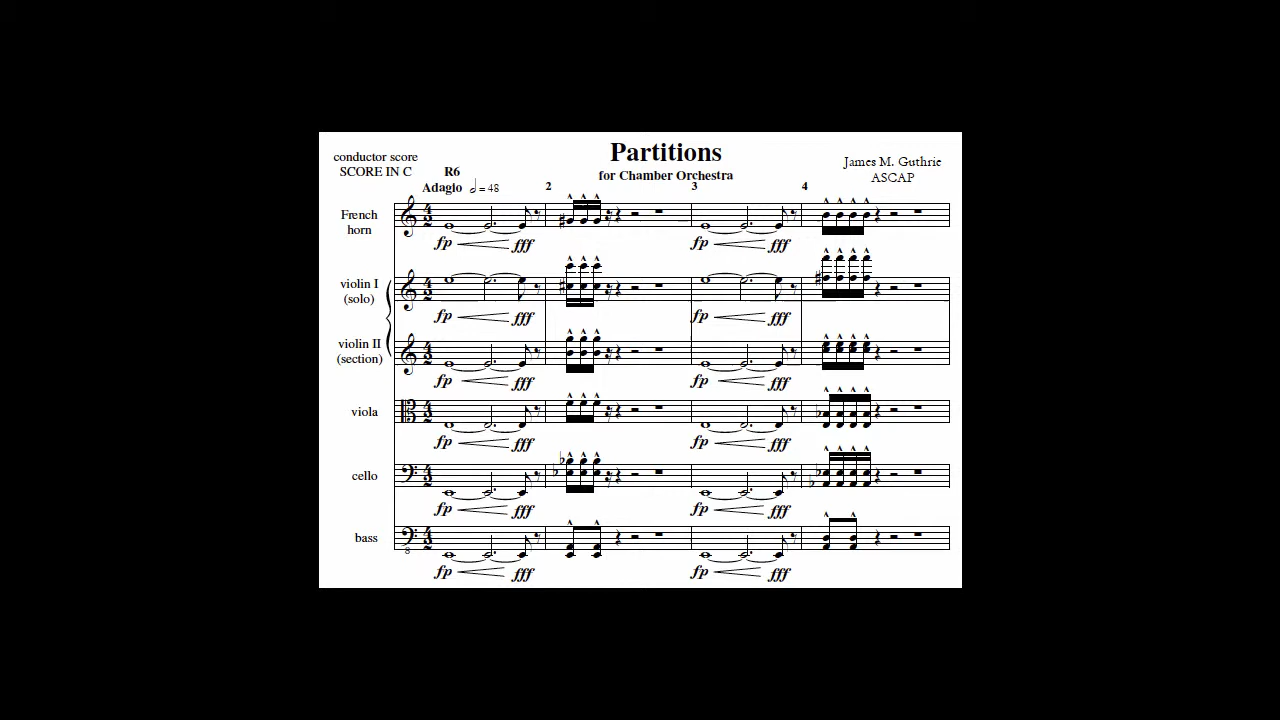 Partitions
conductor score
SCORE IN C
for Chamber Orchestra
James M. Guthrie
ASCAP
R6
Adagio = 48
2
3
4
French
horn
fp fff fp fff
violin I
(solo)
fp fff fp fff
violin II
(section)
fp fff fp fff
viola
fp fff fp fff
cello
fp fff fp fff
bass
8
fp fff fp fff